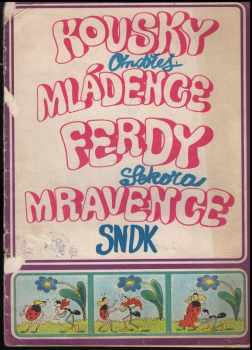 KOUSKY
Ondřej
MLÁDENCE
FERDY
Sekora
MRAVENCE
SNDK